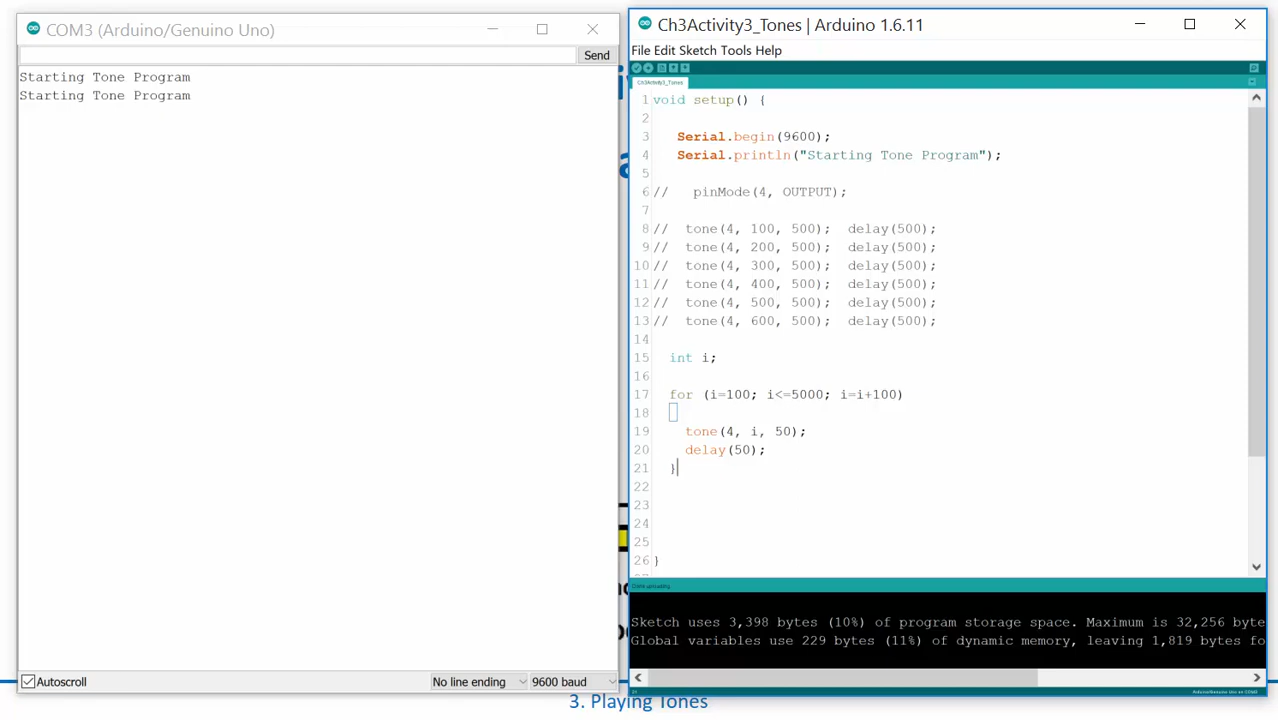 COM3 (Arduino/Genuino Uno)
Send
Starting Tone Program
Starting Tone Program
Autoscroll
No line ending
9600 baud
Ch3Activity3_Tones | Arduino 1.6.11
File Edit Sketch Tools Help
Ch3Activity3_Tones
1 void setup() {
2
3 Serial.begin(9600);
4 Serial.println("Starting Tone Program");
5
6 // pinMode(4, OUTPUT);
7
8 // tone(4, 100, 500); delay(500);
9 // tone(4, 200, 500); delay(500);
10 // tone(4, 300, 500); delay(500);
11 // tone(4, 400, 500); delay(500);
12 // tone(4, 500, 500); delay(500);
13 // tone(4, 600, 500); delay(500);
14
15 int i;
16
17 for (i=100; i<=5000; i=i+100)
18
19 tone(4, i, 50);
20 delay(50);
21 }
22
23
24
25
26 }
Done uploading.
Sketch uses 3,398 bytes (10%) of program storage space. Maximum is 32,256 byte
Global variables use 229 bytes (11%) of dynamic memory, leaving 1,819 bytes fo
21
Arduino/Genuino Uno on COM3
3. Playing Tones